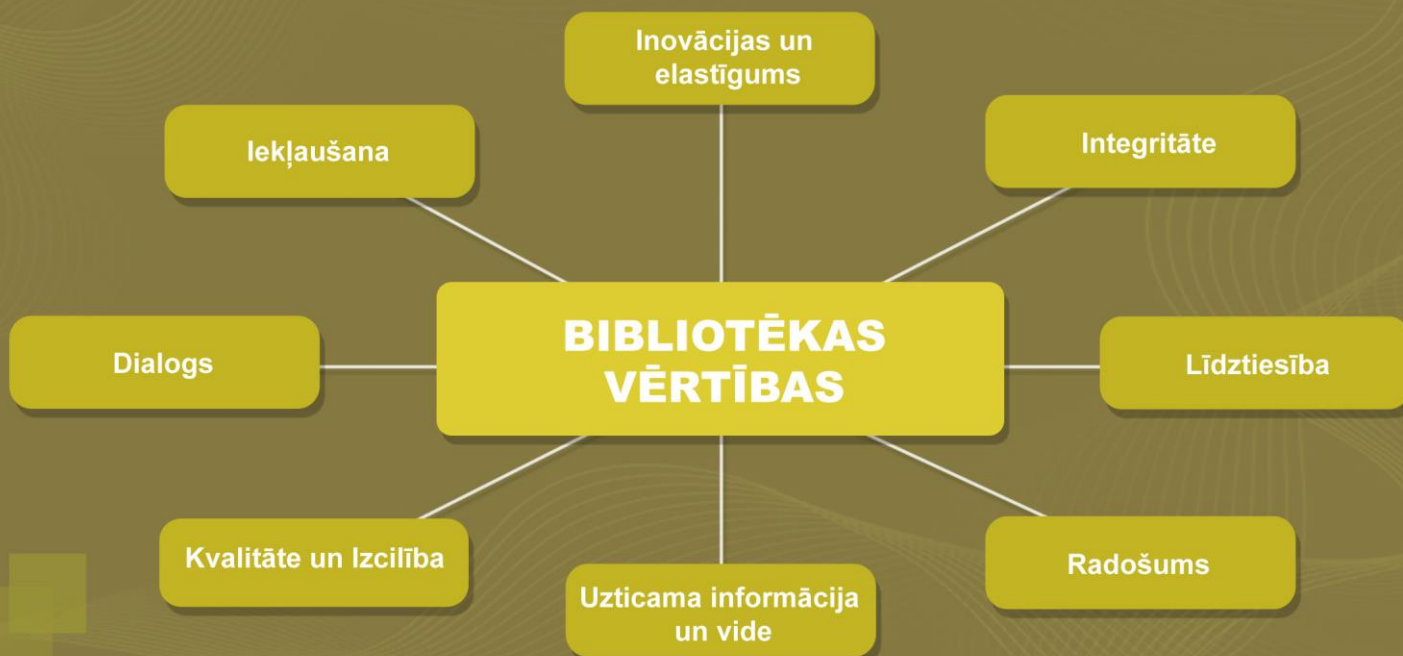 Inovācijas un
elastīgums
Iekļaušana
Integritāte
BIBLIOTĒKAS
VĒRTĪBAS
Dialogs
Līdztiesība
Kvalitāte un Izcilība
Radošums
Uzticama informācija
un vide